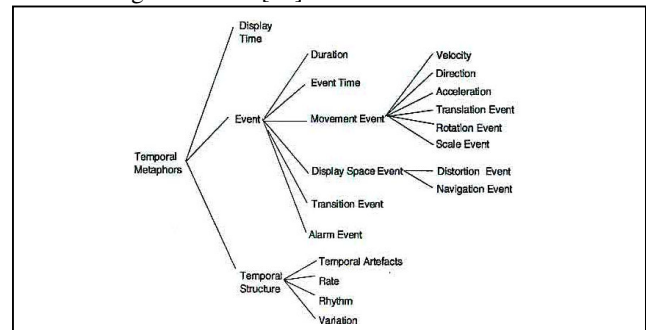 Display
Time
Duration
Event Time
Event
Movement Event
Velocity
Direction
Acceleration
Translation Event
Rotation Event
Scale Event
Temporal
Metaphors
Display Space Event
Distortion Event
Navigation Event
Transition Event
Alarm Event
Temporal
Structure
Temporal Artefacts
Rate
Rhythm
Variation